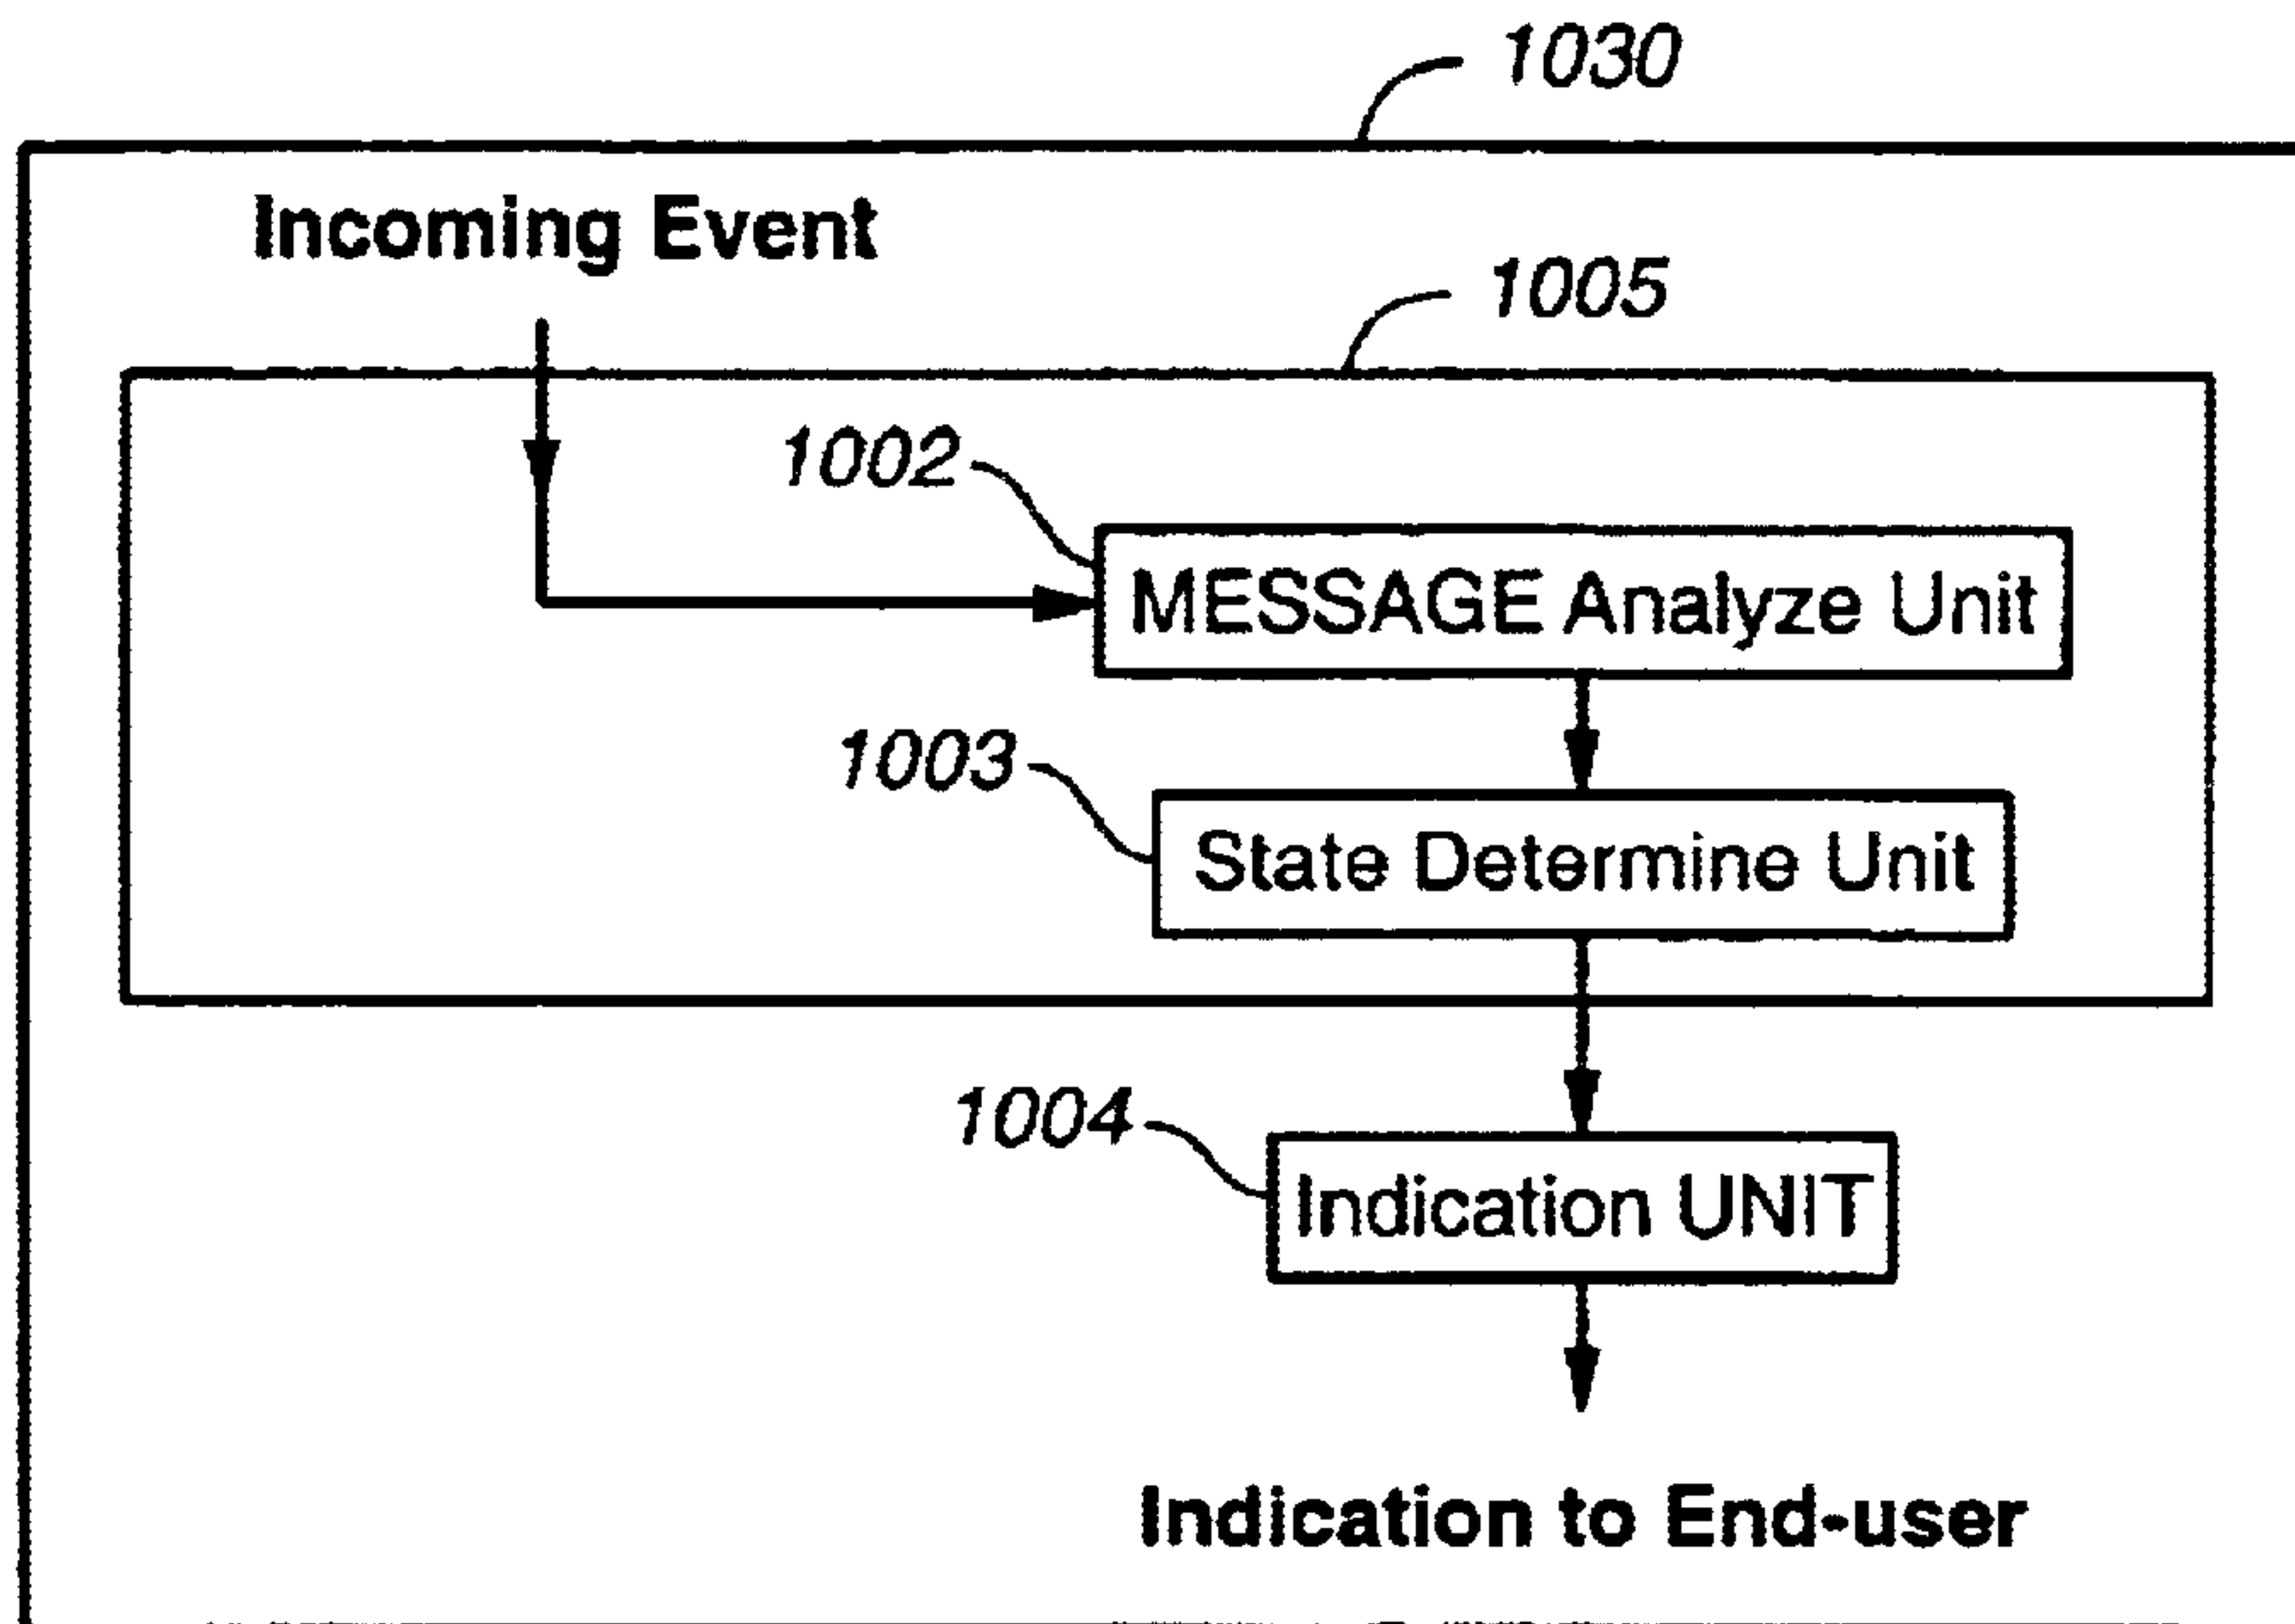 1030
Incoming Event
1005
1002
MESSAGE Analyze Unit
1003
State Determine Unit
1004
Indication UNIT
Indication to End-user